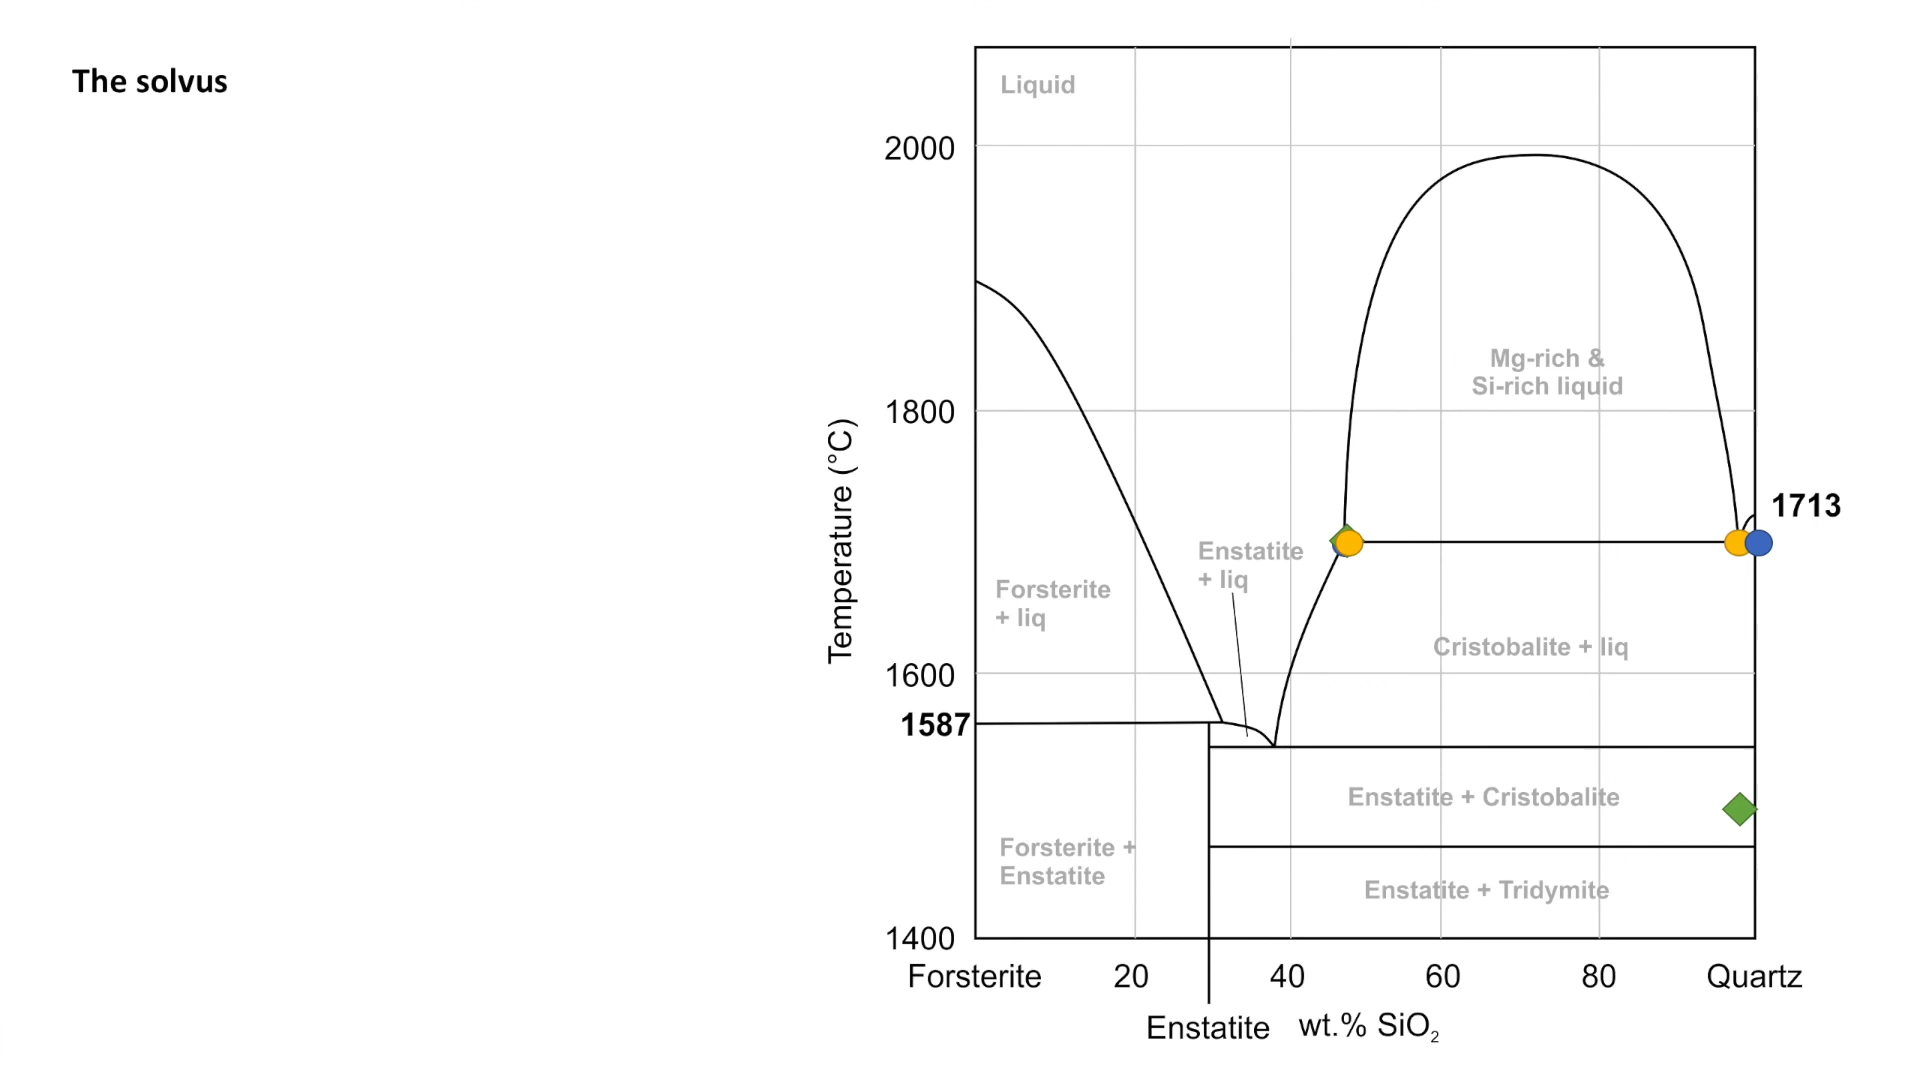 The solvus
Liquid
2000
Mg-rich &
Si-rich liquid
1800
Temperature (°C)
1713
Enstatite
+ liq
Forsterite
+ liq
Cristobalite + liq
1600
1587
Enstatite + Cristobalite
Forsterite +
Enstatite
Enstatite + Tridymite
1400
Forsterite 20 40 60 80 Quartz
Enstatite wt.% SiO₂